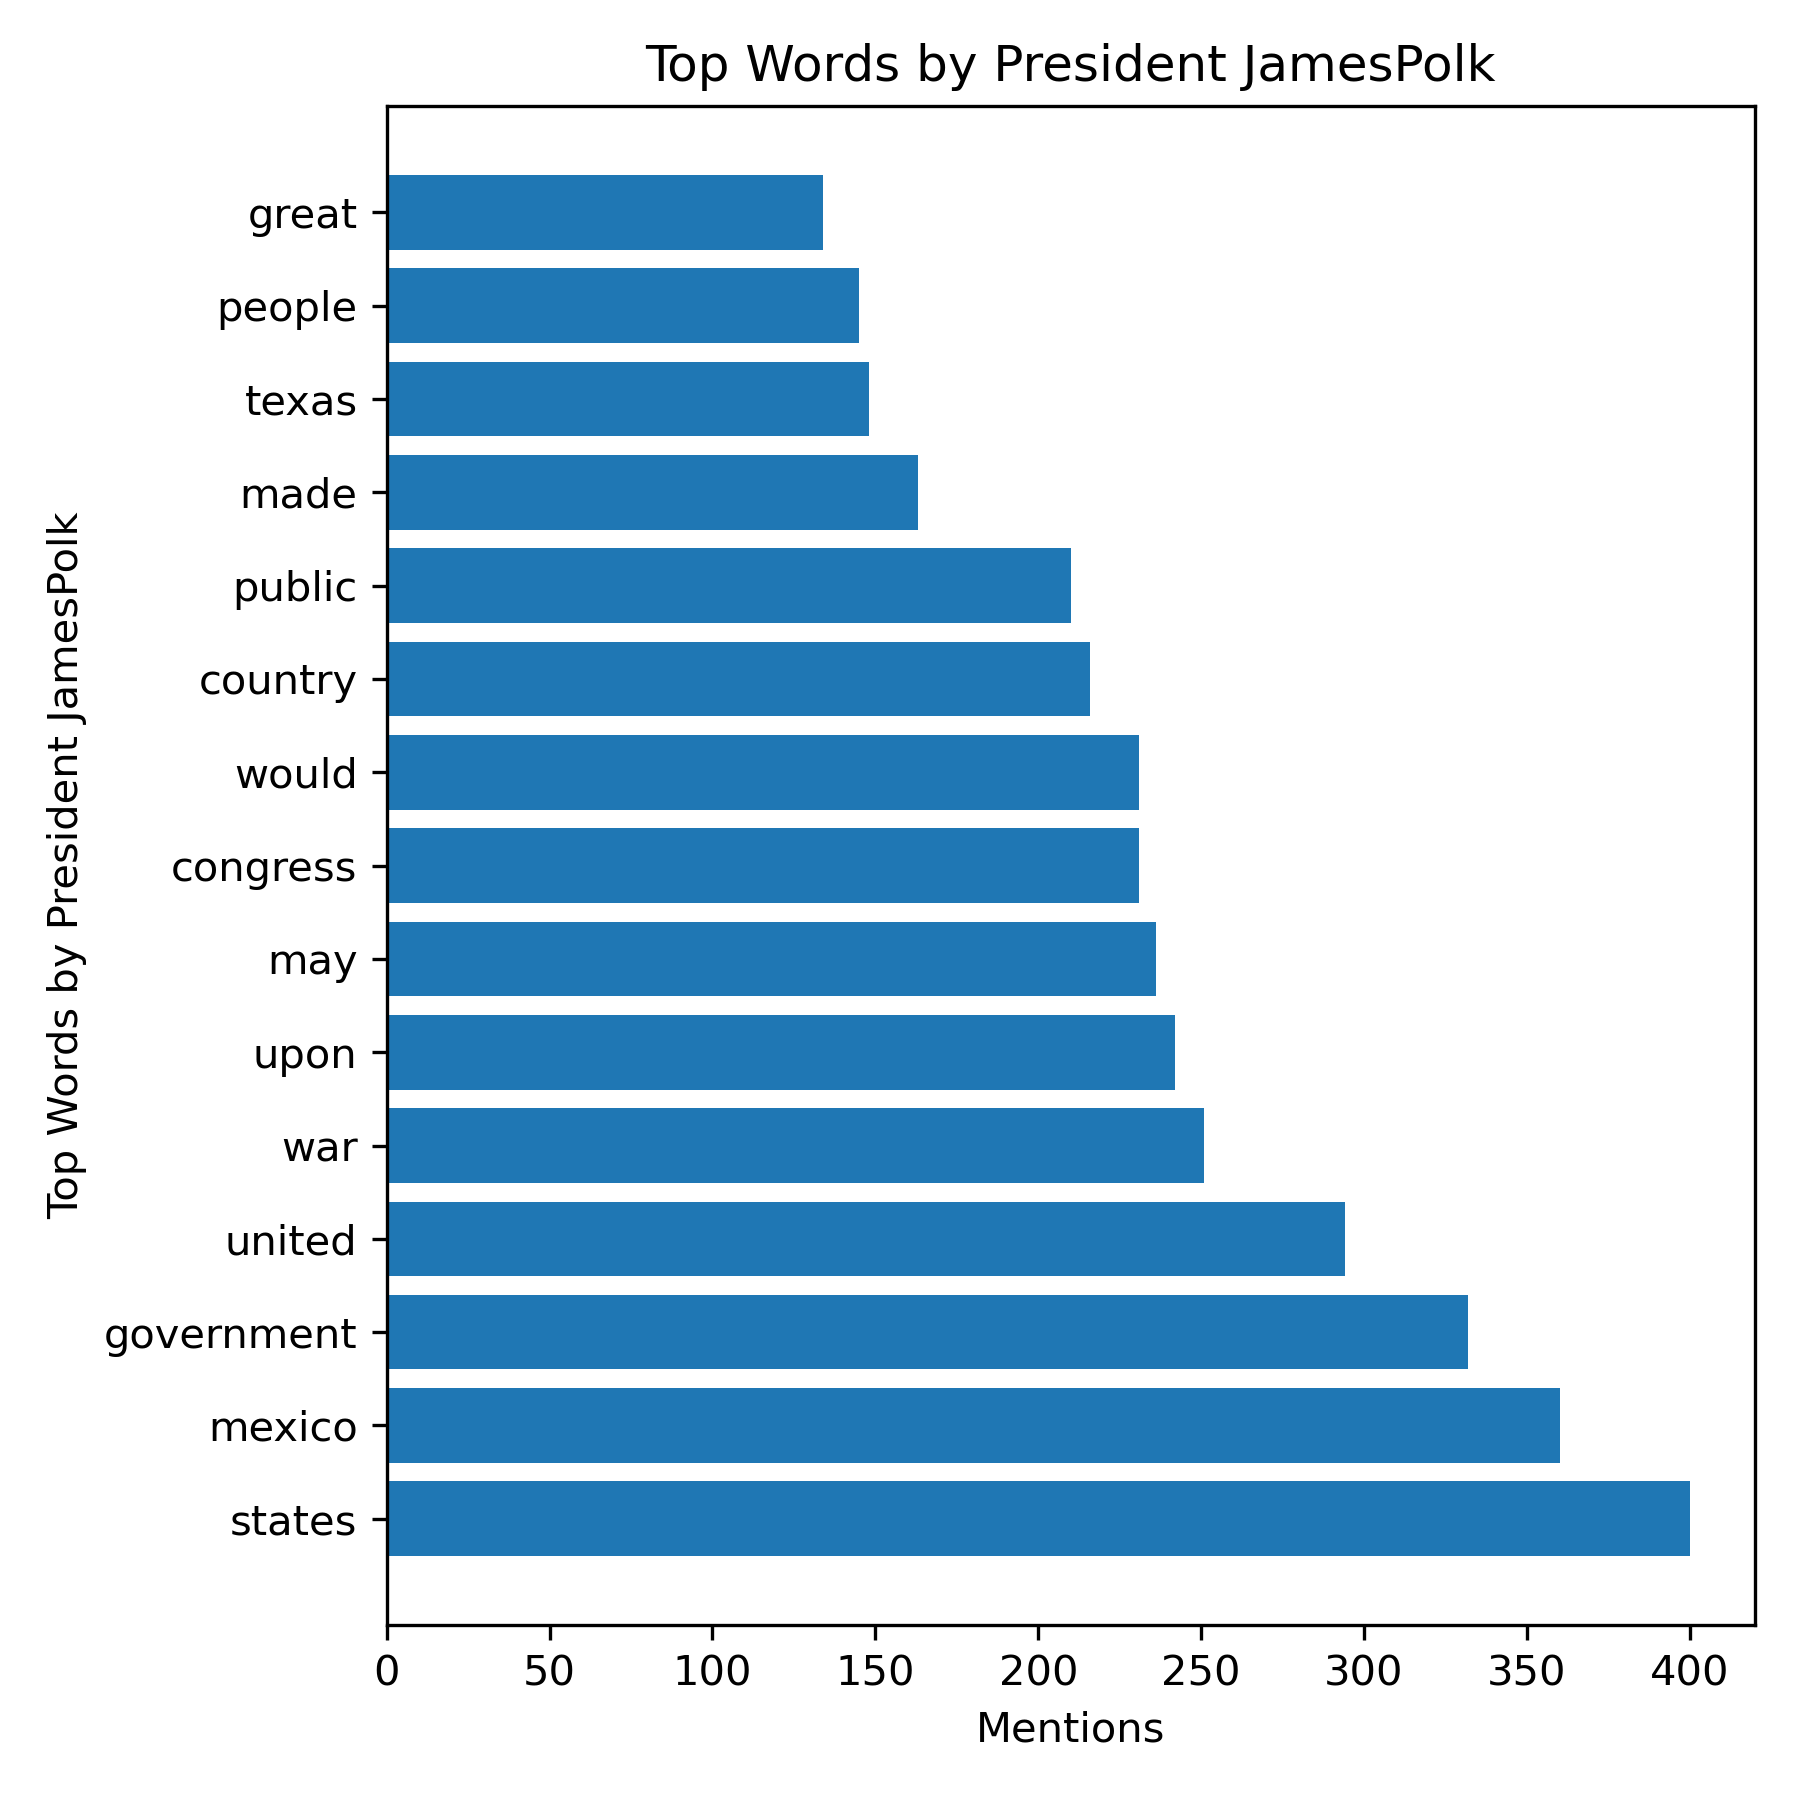 Top Words by President JamesPolk
Top Words by President JamesPolk
great
people
texas
made
public
country
would
congress
may
upon
war
united
government
mexico
states
0 50 100 150 200 250 300 350 400
Mentions